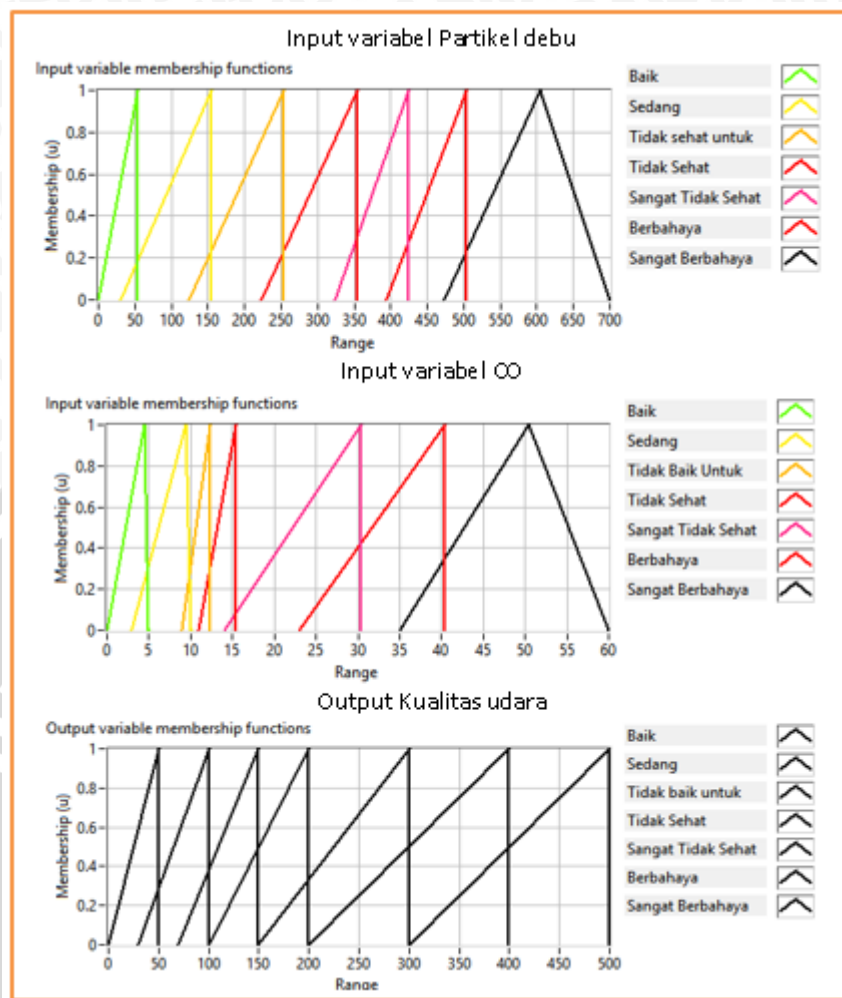 Input variabel Partikel debu
Input variable membership functions
Membership (u)
1
0.8
0.6
0.4
0.2
0
0 50 100 150 200 250 300 350 400 450 500 550 600 650 700
Range
Baik
Sedang
Tidak sehat untuk
Tidak Sehat
Sangat Tidak Sehat
Berbahaya
Sangat Berbahaya
Input variabel CO
Input variable membership functions
Membership (u)
1
0.8
0.6
0.4
0.2
0
0 5 10 15 20 25 30 35 40 45 50 55 60
Range
Baik
Sedang
Tidak Baik Untuk
Tidak Sehat
Sangat Tidak Sehat
Berbahaya
Sangat Berbahaya
Output Kualitas udara
Output variable membership functions
Membership (u)
1
0.8
0.6
0.4
0.2
0
0 50 100 150 200 250 300 350 400 450 500
Range
Baik
Sedang
Tidak baik untuk
Tidak Sehat
Sangat Tidak Sehat
Berbahaya
Sangat Berbahaya